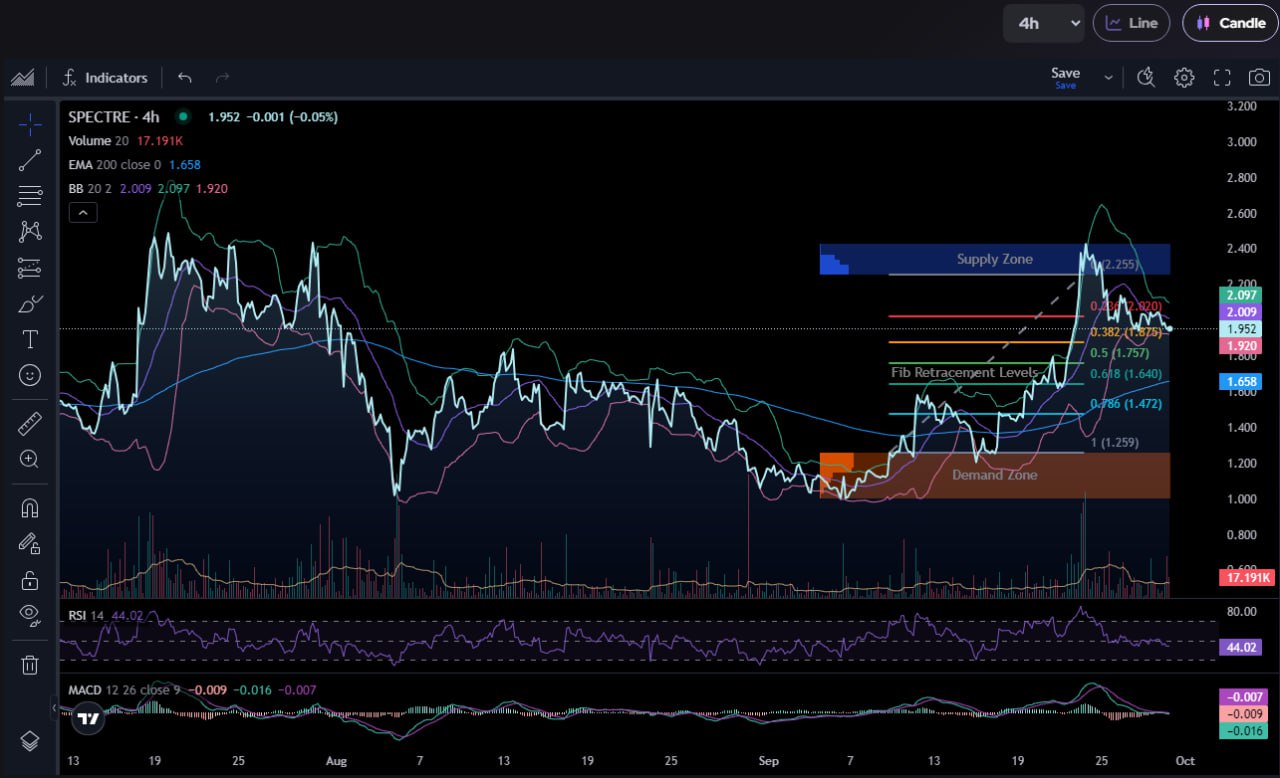 4h Line Candle
Indicators Save
Save
SPECTRE · 4h 1.952 −0.001 (−0.05%)
Volume 20 17.191K
EMA 200 close 0 1.658
BB 20 2 2.009 2.097 1.920
3.200
3.000
2.800
2.600
2.400
2.200
2.097
2.009
1.952
1.920
1.800
1.658
1.600
1.400
1.200
1.000
0.800
0.600
17.191K
Supply Zone
0 (2.255)
0.236 (2.020)
0.382 (1.875)
0.5 (1.757)
Fib Retracement Levels
0.618 (1.640)
0.786 (1.472)
1 (1.259)
Demand Zone
RSI 14 44.02
80.00
44.02
MACD 12 26 close 9 −0.009 −0.016 −0.007
−0.007
−0.009
−0.016
13 19 25 Aug 7 13 19 25 Sep 7 13 19 25 Oct